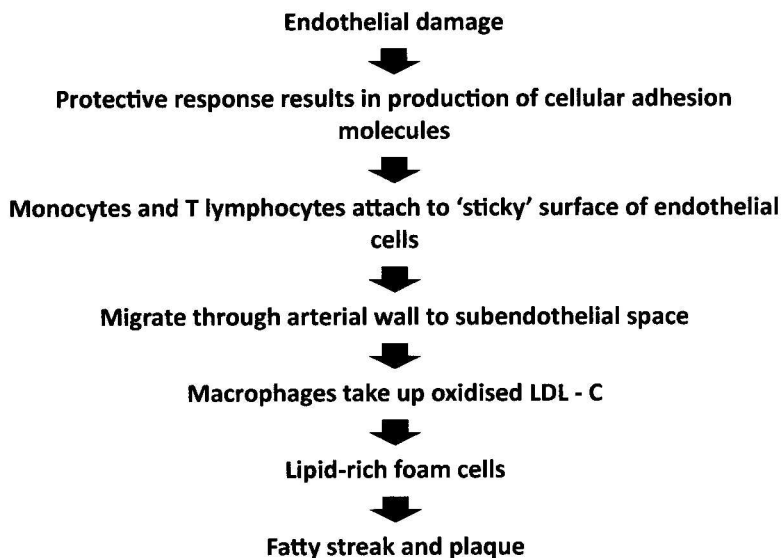 Endothelial damage
Protective response results in production of cellular adhesion
molecules
Monocytes and T lymphocytes attach to ‘sticky’ surface of endothelial
cells
Migrate through arterial wall to subendothelial space
Macrophages take up oxidised LDL - C
Lipid-rich foam cells
Fatty streak and plaque